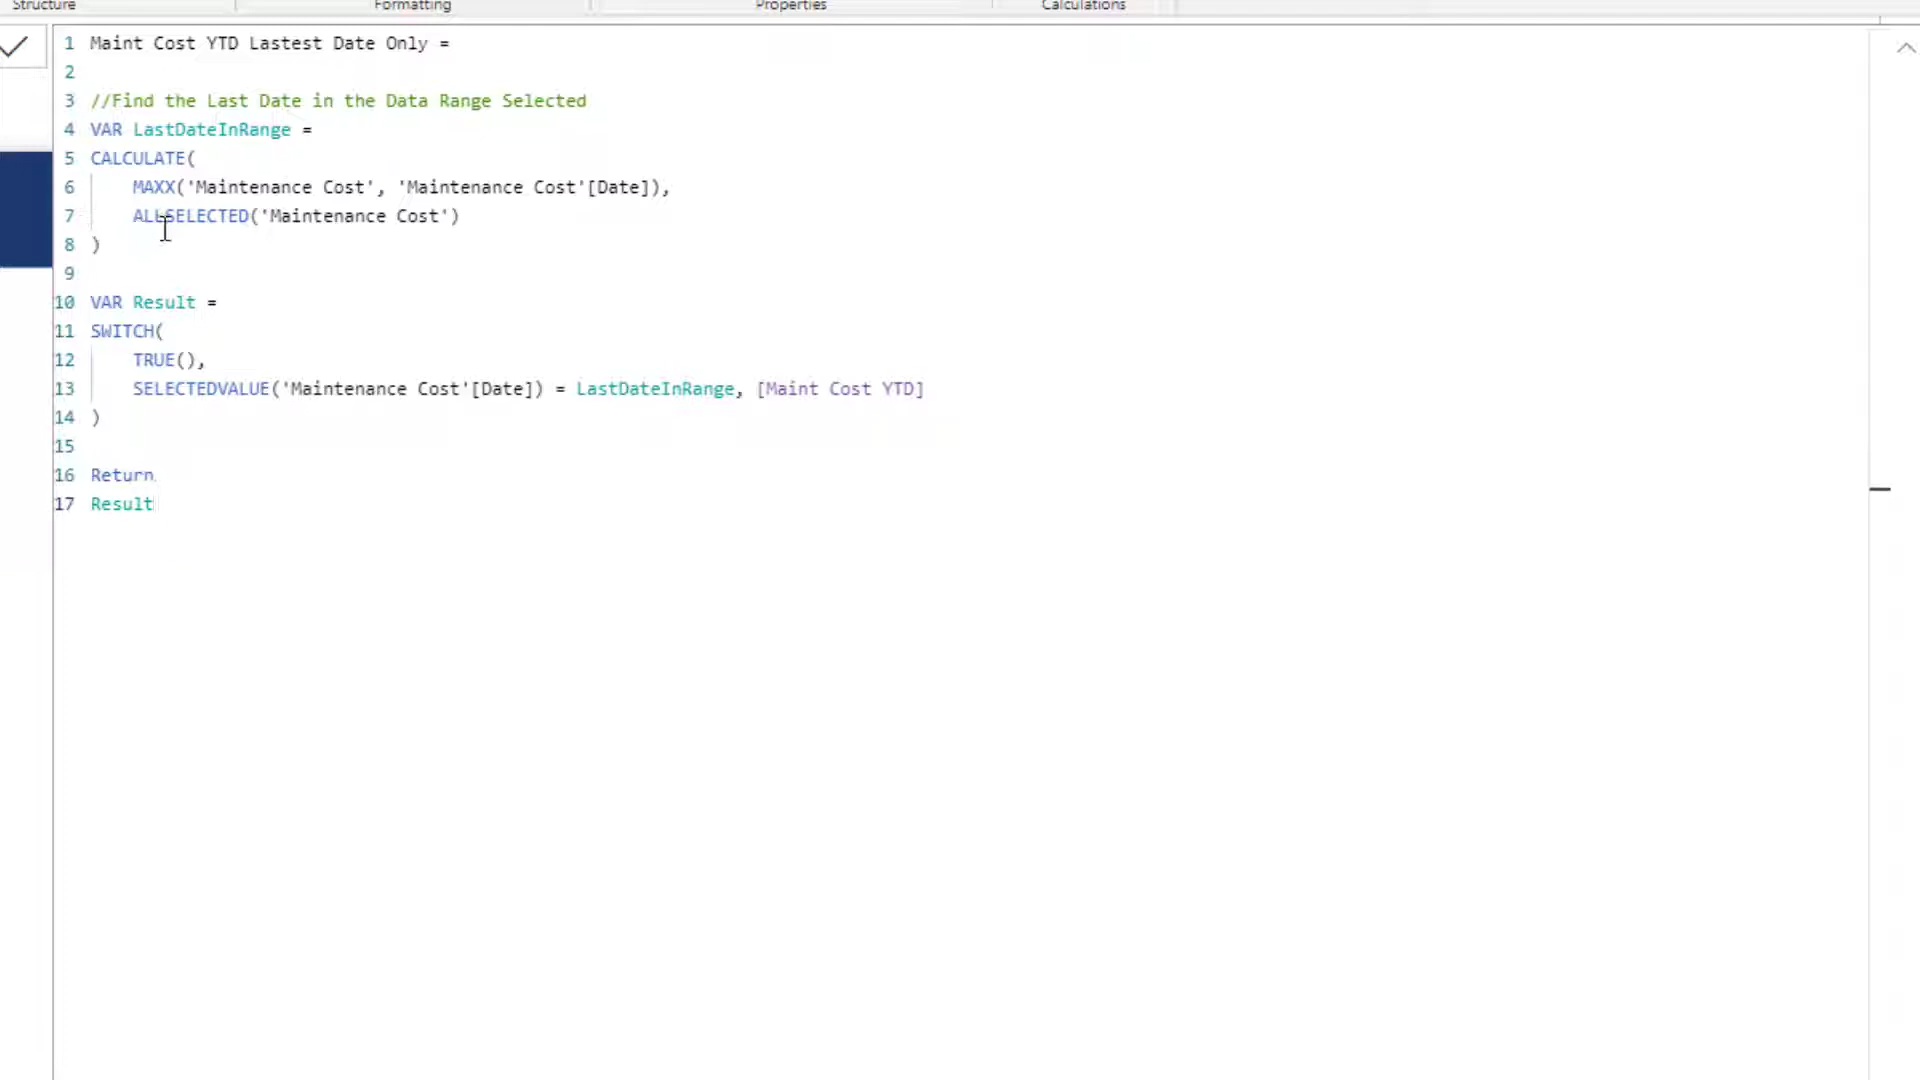 Structure Formatting Properties Calculations
1 Maint Cost YTD Lastest Date Only =
2
3 //Find the Last Date in the Data Range Selected
4 VAR LastDateInRange =
5 CALCULATE(
6 MAXX('Maintenance Cost', 'Maintenance Cost'[Date]),
7 ALLSELECTED('Maintenance Cost')
8 )
9
10 VAR Result =
11 SWITCH(
12 TRUE(),
13 SELECTEDVALUE('Maintenance Cost'[Date]) = LastDateInRange, [Maint Cost YTD]
14 )
15
16 Return
17 Result